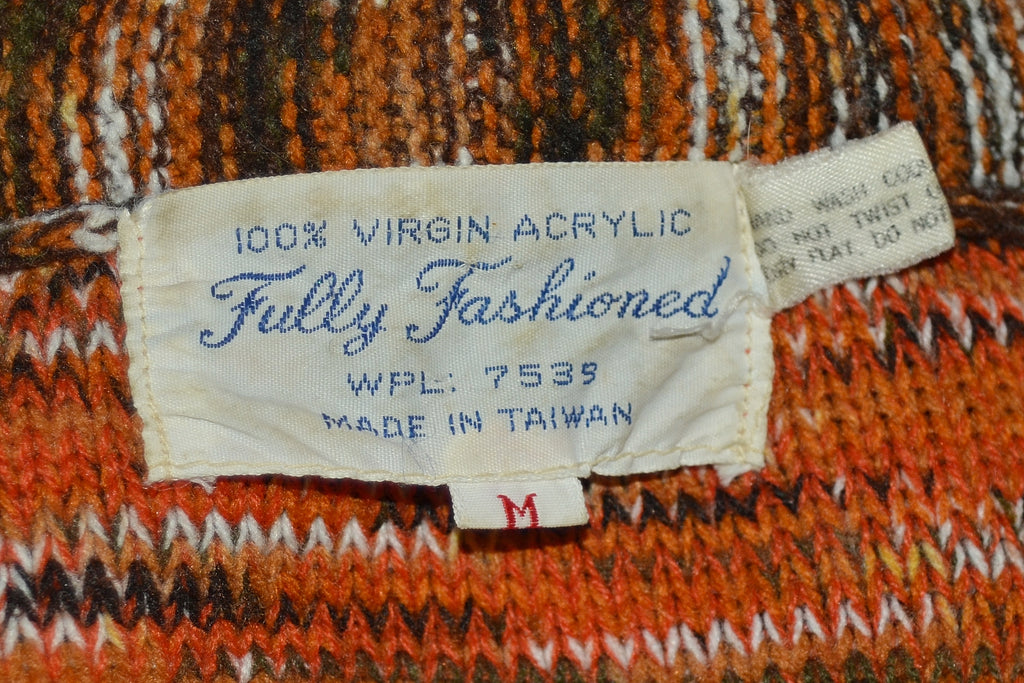 100% VIRGIN ACRYLIC
Fully Fashioned
WPL: 7539
MADE IN TAIWAN
M
WASH
NOT TWIST
FLAT. DO NOT